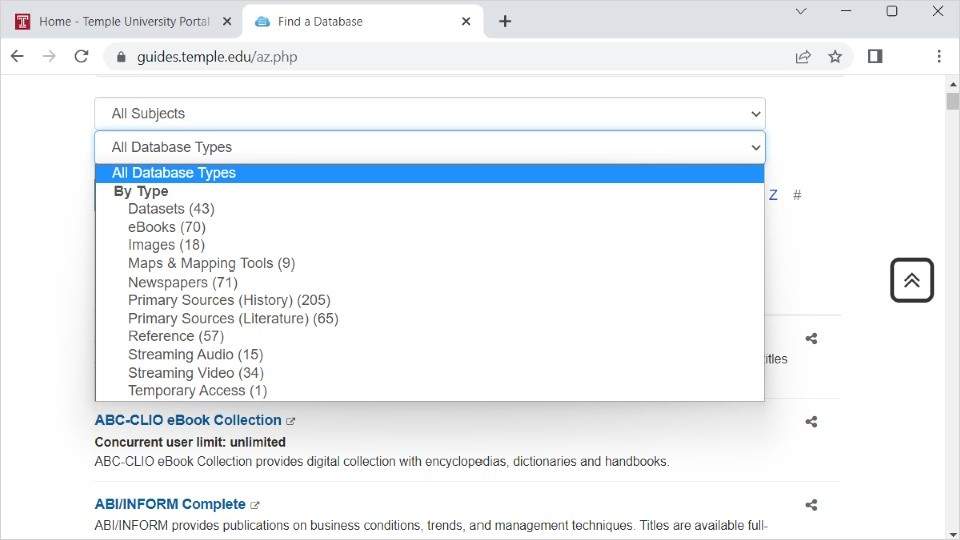 Home - Temple University Portal
Find a Database
guides.temple.edu/az.php
All Subjects
All Database Types
All Database Types
By Type
Datasets (43)
eBooks (70)
Images (18)
Maps & Mapping Tools (9)
Newspapers (71)
Primary Sources (History) (205)
Primary Sources (Literature) (65)
Reference (57)
Streaming Audio (15)
Streaming Video (34)
Temporary Access (1)
Z #
ABC-CLIO eBook Collection
Concurrent user limit: unlimited
ABC-CLIO eBook Collection provides digital collection with encyclopedias, dictionaries and handbooks.
ABI/INFORM Complete
ABI/INFORM provides publications on business conditions, trends, and management techniques. Titles are available full-